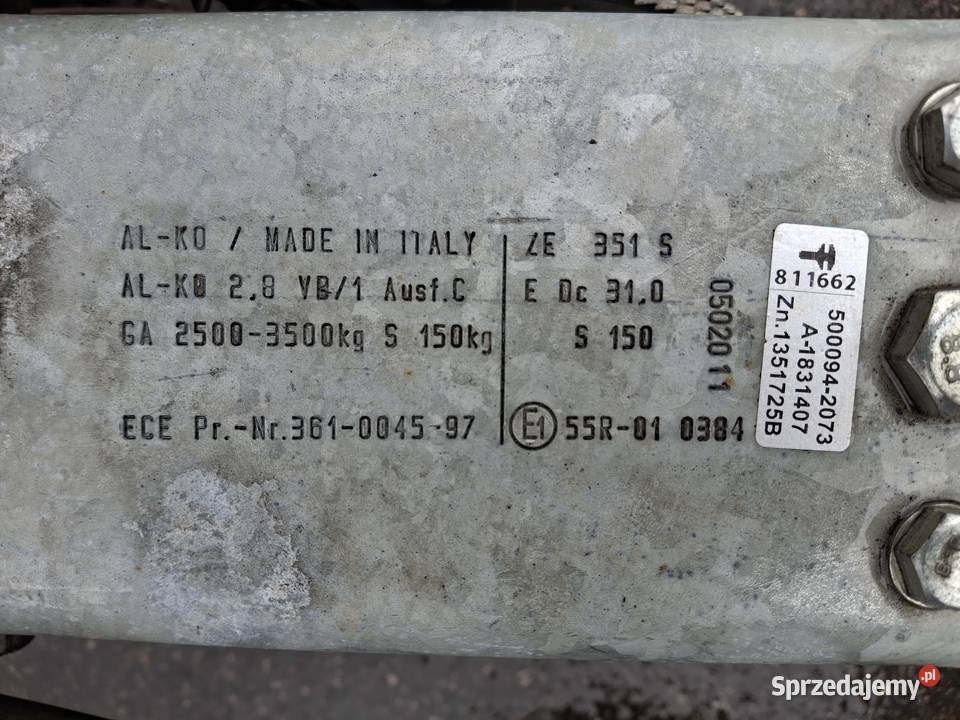 AL-KO / MADE IN ITALY
AL-KO 2,8 VB/1 Ausf.C
GA 2500-3500kg S 150kg
ECE Pr.-Nr.361-0045-97
ZE 351 S
E Dc 31,0
S 150
E1 55R-01 0384
0502011
811662
500094-2073
A-1831407
Zn.1351725B
8.8
Sprzedajemy.pl